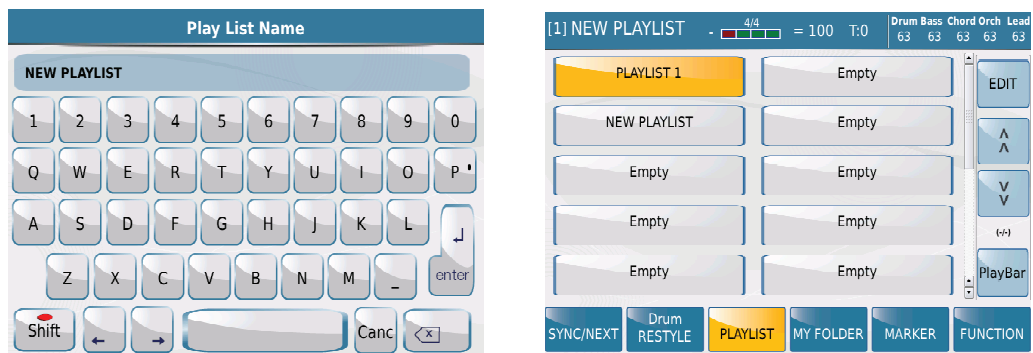 Play List Name
NEW PLAYLIST
1 2 3 4 5 6 7 8 9 0
Q W E R T Y U I O P '
A S D F G H J K L
enter
Z X C V B N M _
Shift ← → Canc x
[1] NEW PLAYLIST - 4/4 = 100 T:0 Drum Bass Chord Orch Lead
63 63 63 63 63
PLAYLIST 1 Empty EDIT
NEW PLAYLIST Empty
Empty Empty
Empty Empty (-/-)
Empty Empty PlayBar
SYNC/NEXT Drum RESTYLE PLAYLIST MY FOLDER MARKER FUNCTION